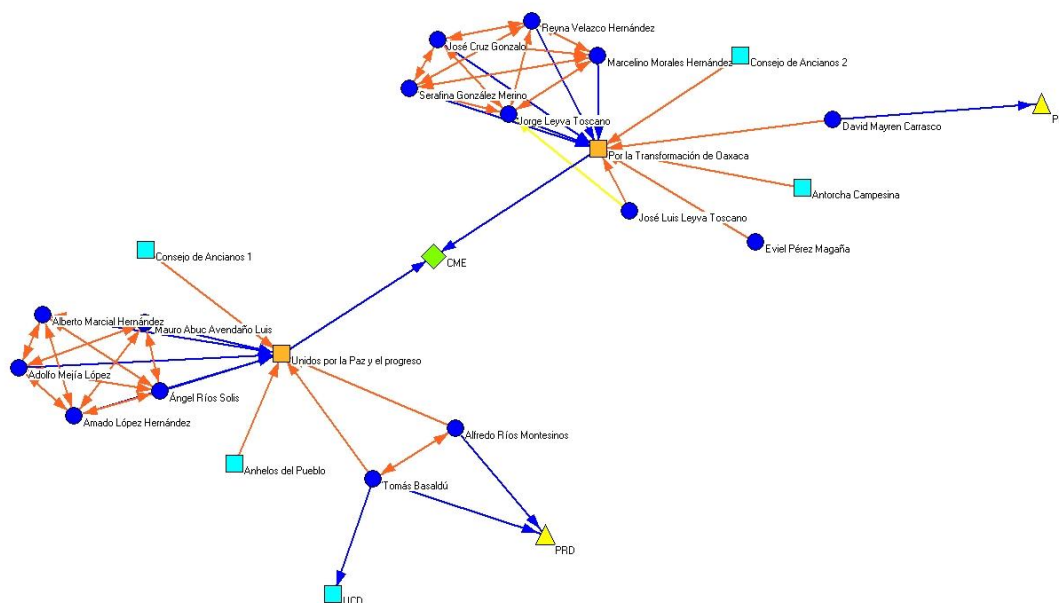 Reyna Velazco Hernández
José Cruz Gonzalo
Marcelino Morales Hernández
Consejo de Ancianos 2
Serafina González Merino
Jorge Leyva Toscano
David Mayren Carrasco
P
Por la Transformación de Oaxaca
Antorcha Campesina
José Luis Leyva Toscano
Eviel Pérez Magaña
Consejo de Ancianos 1
CME
Alberto Marcial Hernández
Mauro Abuc Avendaño Luis
Unidos por la Paz y el progreso
Adolfo Mejía López
Ángel Ríos Solis
Amado López Hernández
Alfredo Ríos Montesinos
Anhelos del Pueblo
Tomás Basaldú
PRD
UCD